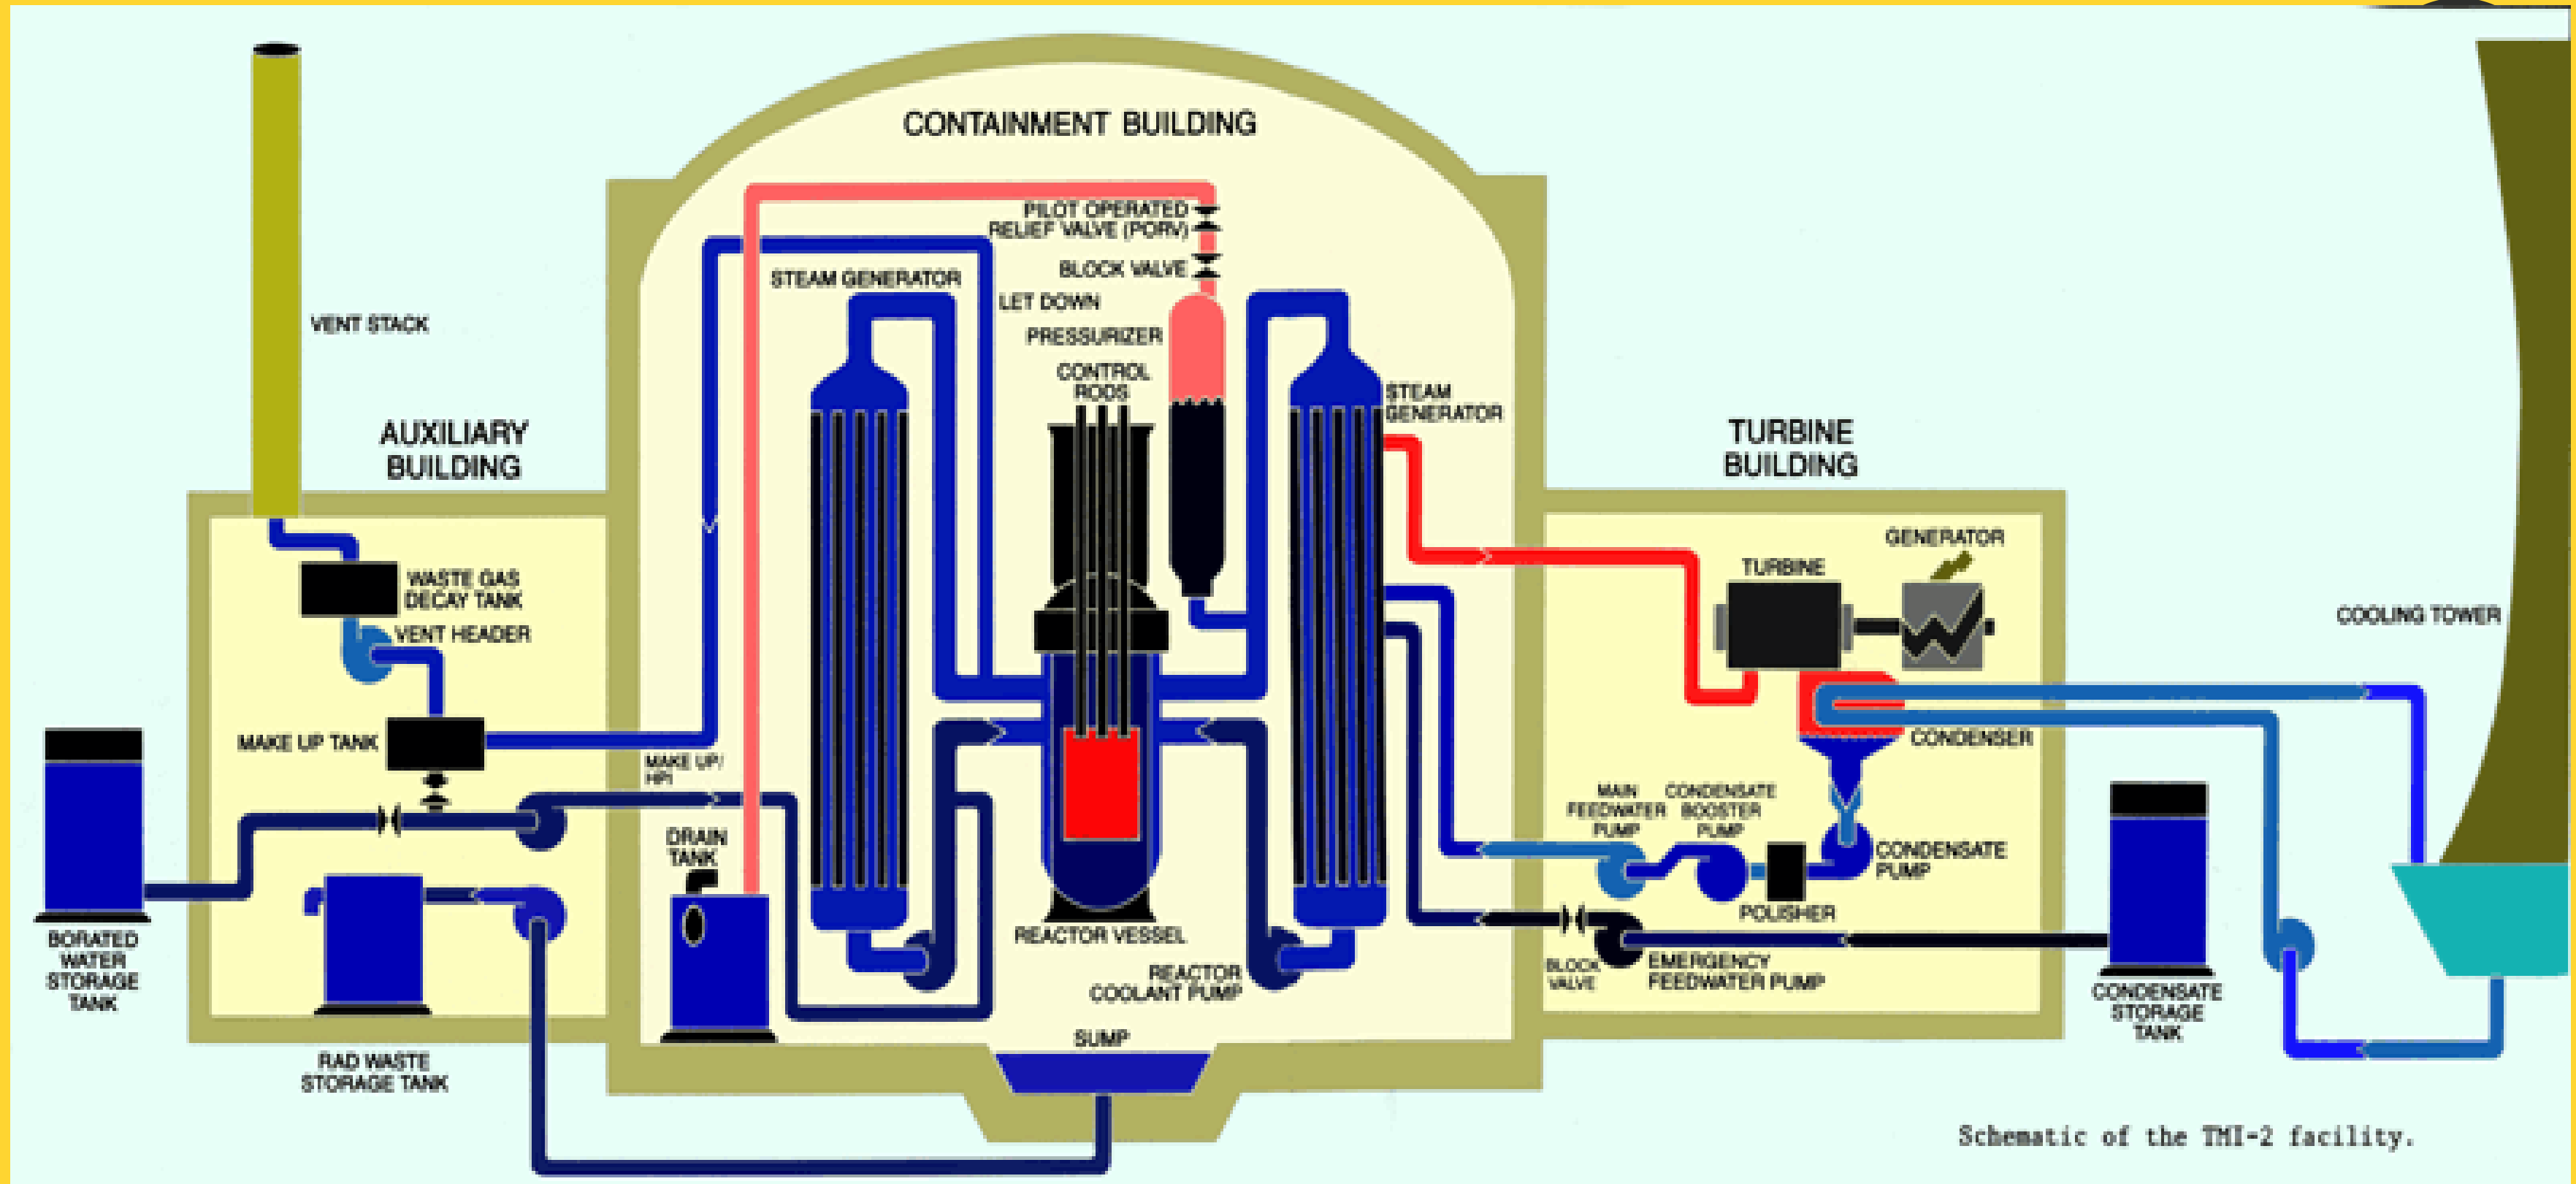 CONTAINMENT BUILDING
PILOT OPERATED
RELIEF VALVE (PORV)
BLOCK VALVE
STEAM GENERATOR
LET DOWN
PRESSURIZER
CONTROL
RODS
STEAM
GENERATOR
VENT STACK
AUXILIARY
BUILDING
TURBINE
BUILDING
WASTE GAS
DECAY TANK
VENT HEADER
MAKE UP TANK
MAKE UP/
HPI
DRAIN
TANK
BORATED
WATER
STORAGE
TANK
RAD WASTE
STORAGE TANK
REACTOR VESSEL
REACTOR
COOLANT PUMP
SUMP
GENERATOR
TURBINE
CONDENSER
MAIN
FEEDWATER
PUMP
CONDENSATE
BOOSTER
PUMP
CONDENSATE
PUMP
POLISHER
BLOCK
VALVE
EMERGENCY
FEEDWATER PUMP
COOLING TOWER
CONDENSATE
STORAGE
TANK
Schematic of the TMI-2 facility.